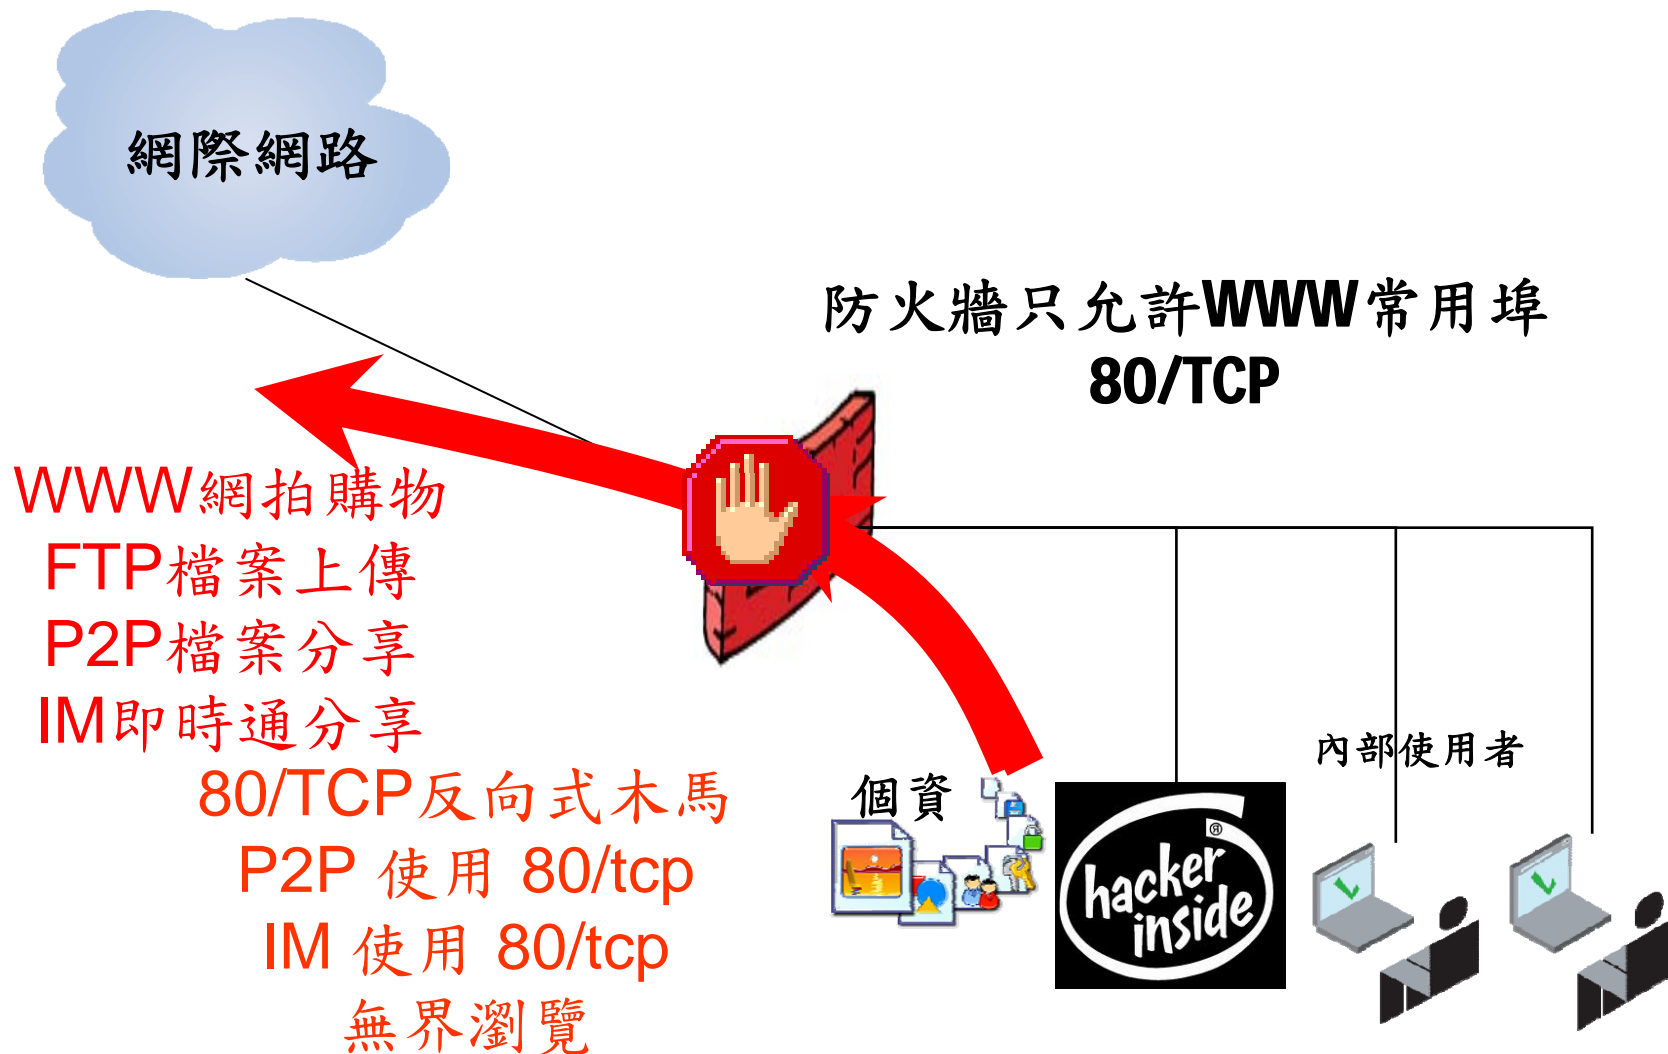 網際網路
防火牆只允許WWW常用埠
80/TCP
WWW網拍購物
FTP檔案上傳
P2P檔案分享
IM即時通分享
80/TCP反向式木馬
P2P 使用 80/tcp
IM 使用 80/tcp
無界瀏覽
個資
hacker
inside
®
內部使用者